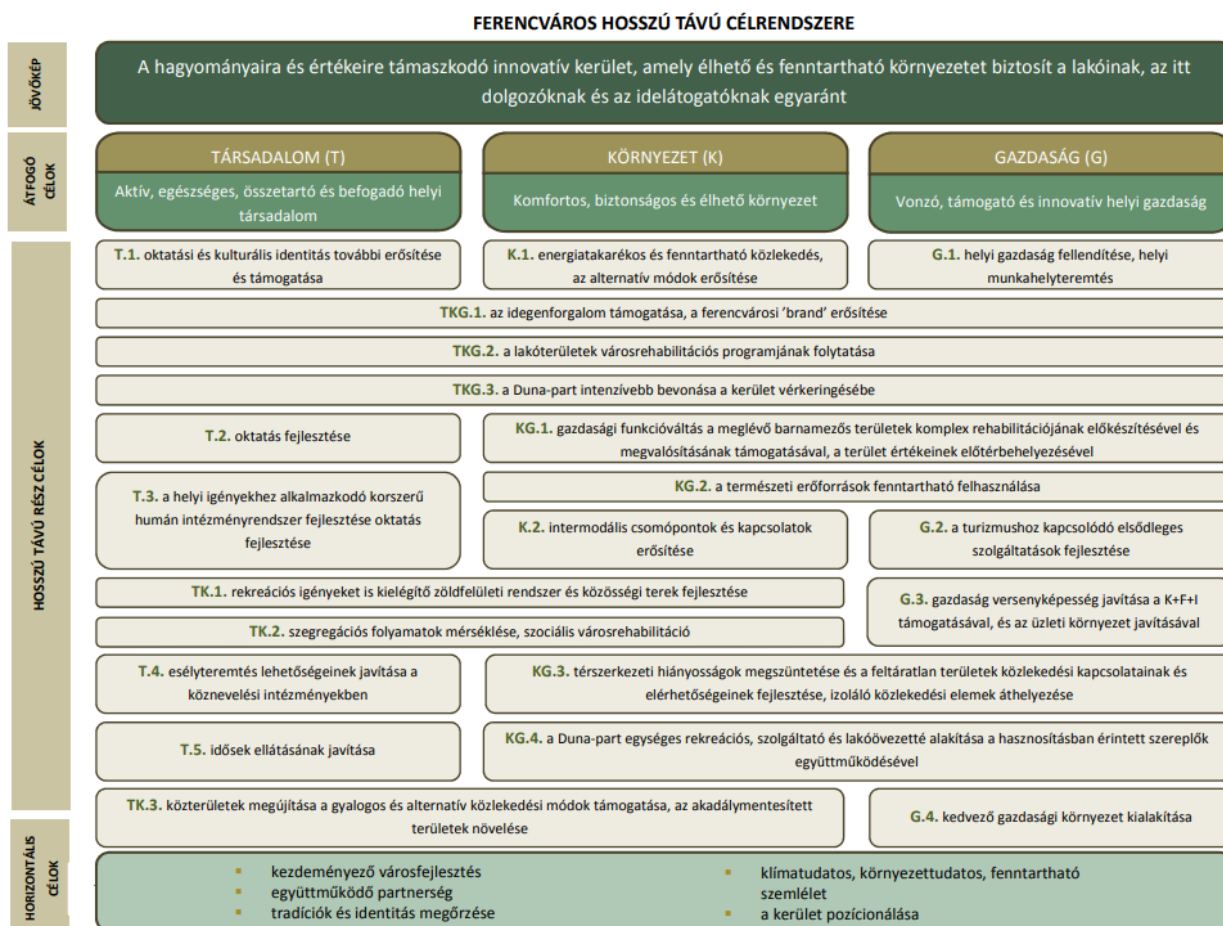 FERENCVÁROS HOSSZÚ TÁVÚ CÉLRENDSZERE
JÖVŐKÉP
A hagyományaira és értékeire támaszkodó innovatív kerület, amely élhető és fenntartható környezetet biztosít a lakóinak, az itt
dolgozóknak és az idelátogatóknak egyaránt
ÁTFOGÓ
CÉLOK
TÁRSADALOM (T)
Aktív, egészséges, összetartó és befogadó helyi
társadalom
KÖRNYEZET (K)
Komfortos, biztonságos és élhető környezet
GAZDASÁG (G)
Vonzó, támogató és innovatív helyi gazdaság
HOSSZÚ TÁVÚ RÉSZ CÉLOK
T.1. oktatási és kulturális identitás további erősítése
és támogatása
K.1. energiatakarékos és fenntartható közlekedés,
az alternatív módok erősítése
G.1. helyi gazdaság fellendítése, helyi
munkahelyteremtés
TKG.1. az idegenforgalom támogatása, a ferencvárosi ’brand’ erősítése
TKG.2. a lakóterületek városrehabilitációs programjának folytatása
TKG.3. a Duna-part intenzívebb bevonása a kerület vérkeringésébe
T.2. oktatás fejlesztése
KG.1. gazdasági funkcióváltás a meglévő barnamezős területek komplex rehabilitációjának előkészítésével és
megvalósításának támogatásával, a terület értékeinek előtérbehelyezésével
T.3. a helyi igényekhez alkalmazkodó korszerű
humán intézményrendszer fejlesztése oktatás
fejlesztése
KG.2. a természeti erőforrások fenntartható felhasználása
K.2. intermodális csomópontok és kapcsolatok
erősítése
G.2. a turizmushoz kapcsolódó elsődleges
szolgáltatások fejlesztése
TK.1. rekreációs igényeket is kielégítő zöldfelületi rendszer és közösségi terek fejlesztése
G.3. gazdaság versenyképesség javítása a K+F+I
támogatásával, és az üzleti környezet javításával
TK.2. szegregációs folyamatok mérséklése, szociális városrehabilitáció
T.4. esélyteremtés lehetőségeinek javítása a
köznevelési intézményekben
KG.3. térszerkezeti hiányosságok megszüntetése és a feltáratlan területek közlekedési kapcsolatainak és
elérhetőségeinek fejlesztése, izoláló közlekedési elemek áthelyezése
T.5. idősek ellátásának javítása
KG.4. a Duna-part egységes rekreációs, szolgáltató és lakóövezetté alakítása a hasznosításban érintett szereplők
együttműködésével
TK.3. közterületek megújítása a gyalogos és alternatív közlekedési módok támogatása, az akadálymentesített
területek növelése
G.4. kedvező gazdasági környezet kialakítása
HORIZONTÁLIS
CÉLOK
▪ kezdeményező városfejlesztés
▪ együttműködő partnerség
▪ tradíciók és identitás megőrzése
▪ klímatudatos, környezettudatos, fenntartható
szemlélet
▪ a kerület pozícionálása